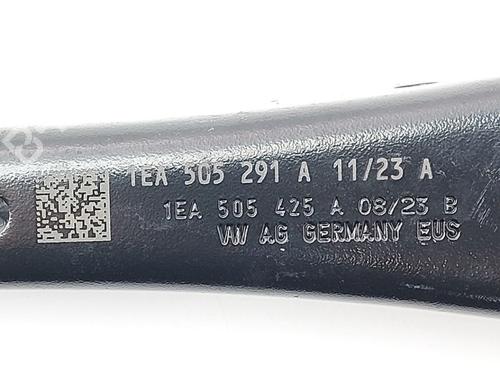 1EA 505 291 A 11/23 A
1EA 505 425 A 08/23 B
VW AG GERMANY EUS